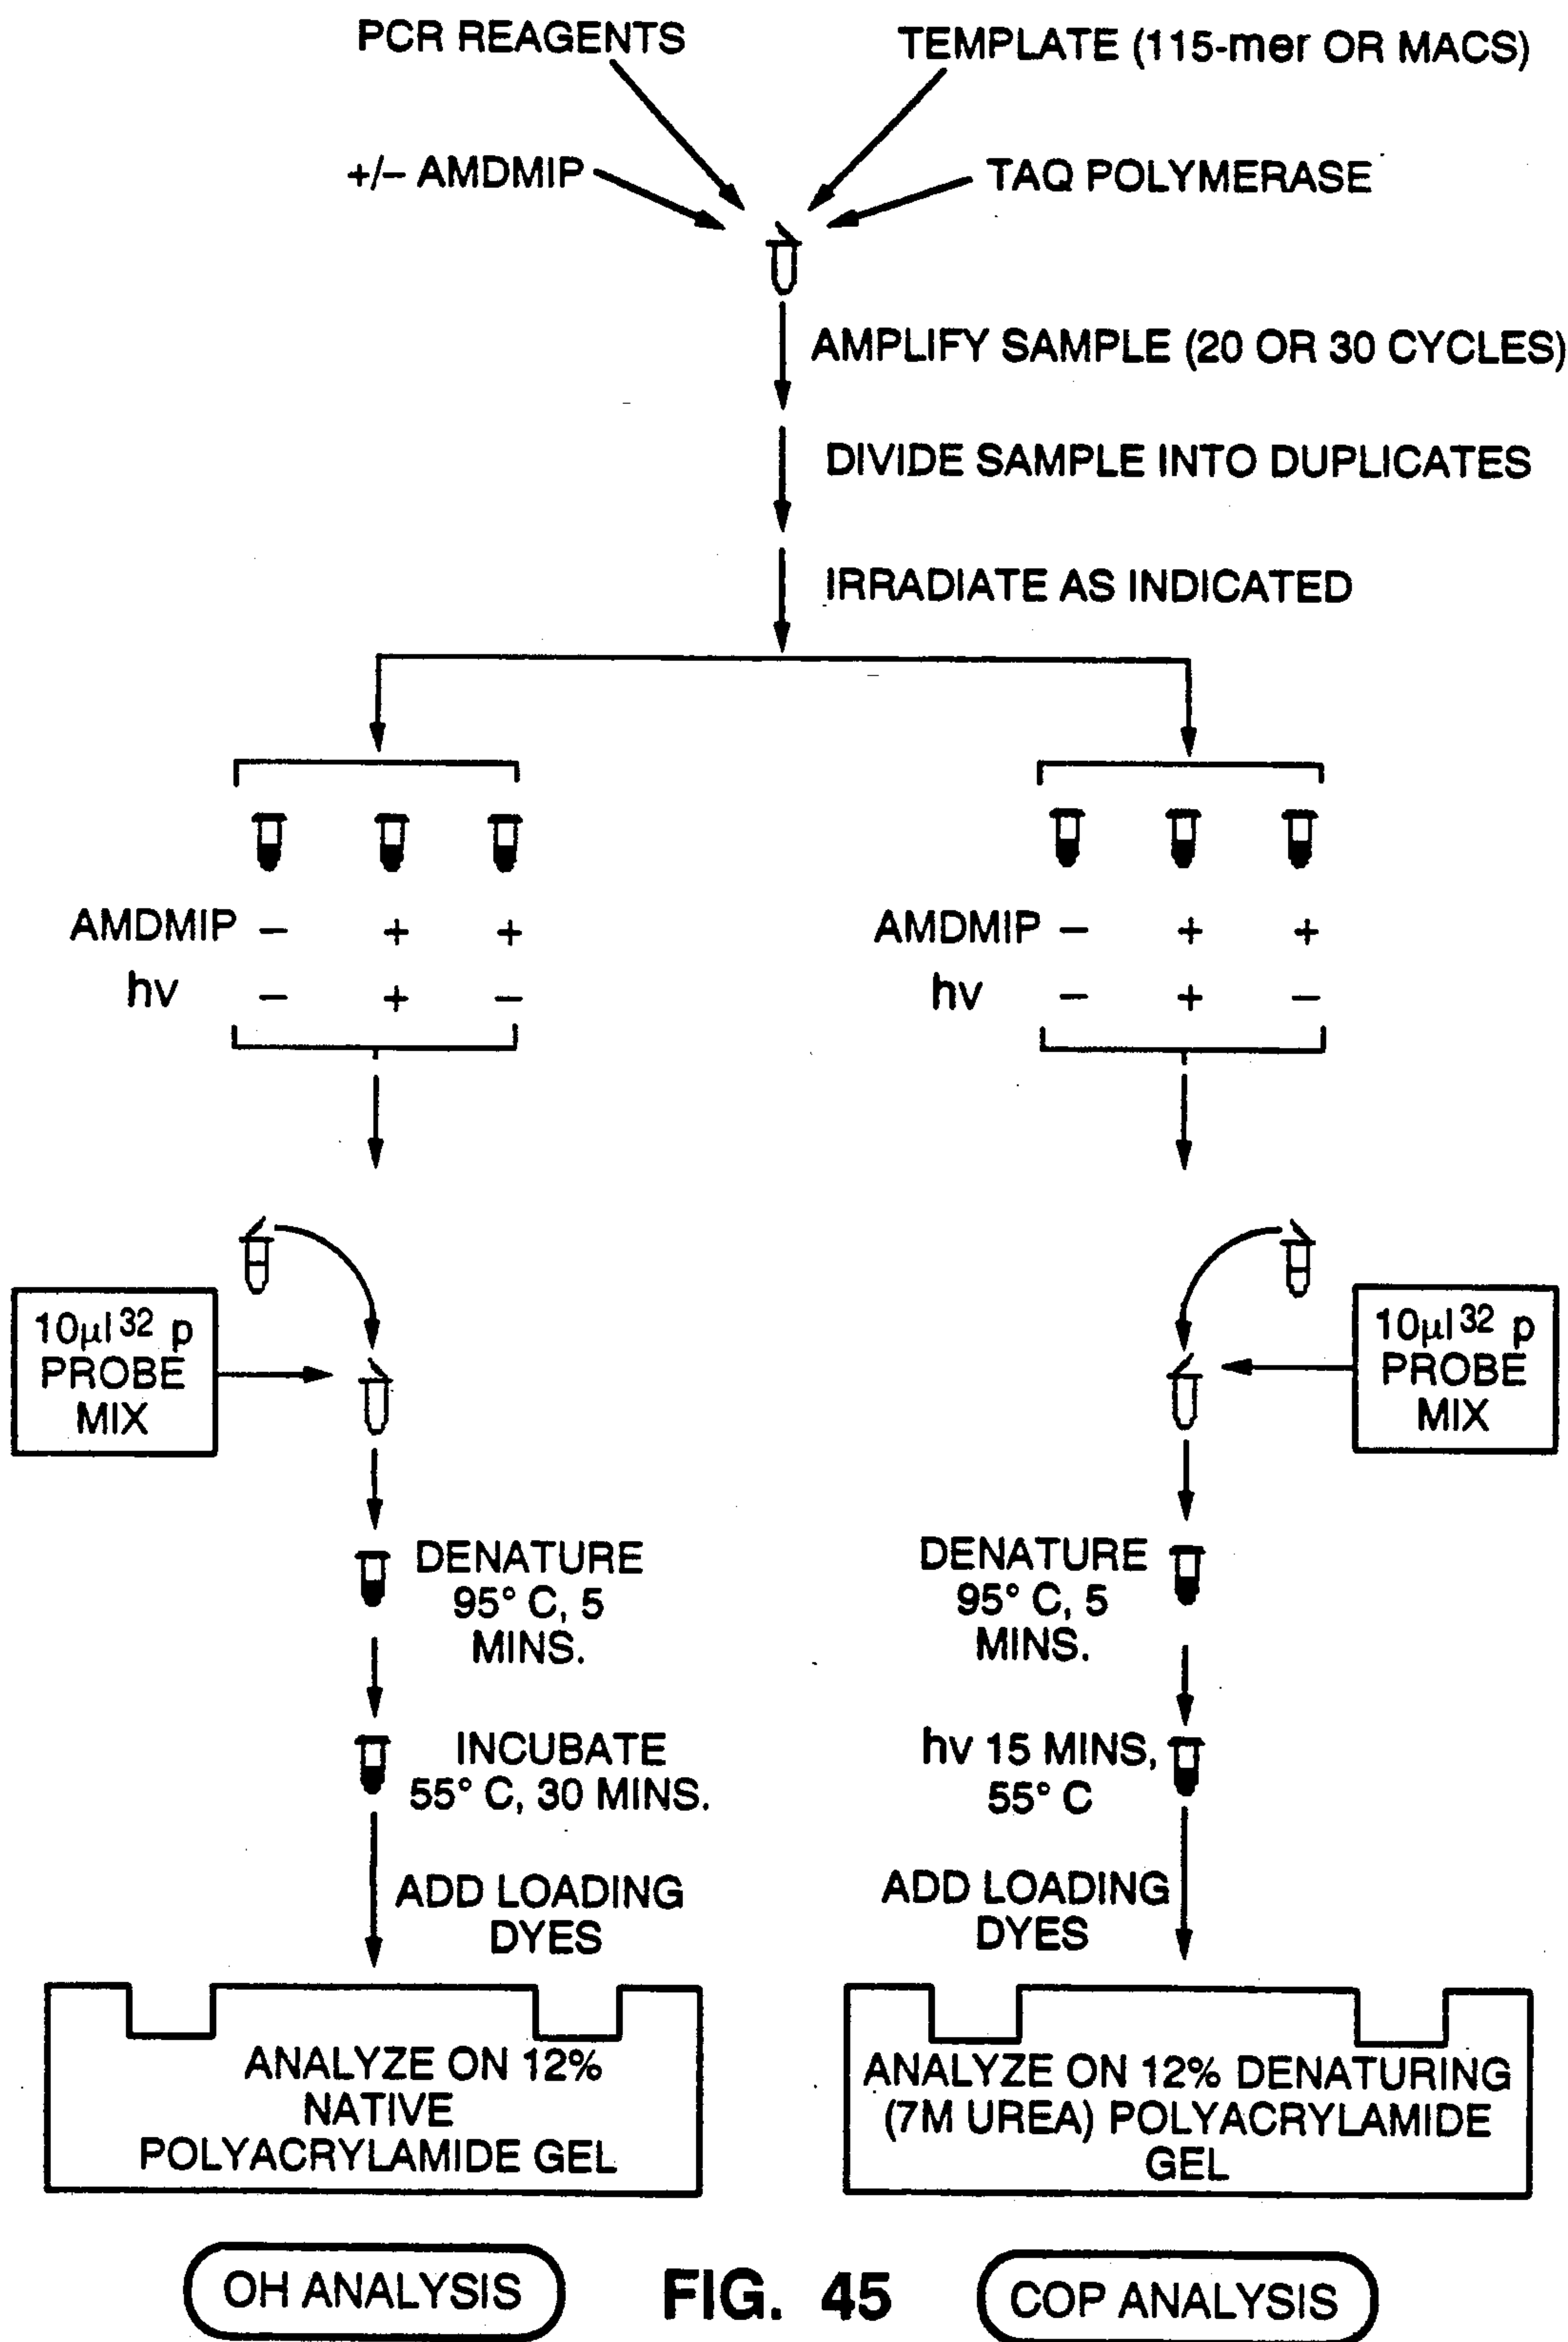 PCR REAGENTS
TEMPLATE (115-mer OR MACS)
+/– AMDMIP
TAQ POLYMERASE
AMPLIFY SAMPLE (20 OR 30 CYCLES)
DIVIDE SAMPLE INTO DUPLICATES
IRRADIATE AS INDICATED
AMDMIP – + +
hν – + –
AMDMIP – + +
hν – + –
10µl 32 p
PROBE
MIX
10µl 32 p
PROBE
MIX
DENATURE
95° C, 5
MINS.
INCUBATE
55° C, 30 MINS.
ADD LOADING
DYES
DENATURE
95° C, 5
MINS.
hν 15 MINS,
55° C
ADD LOADING
DYES
ANALYZE ON 12%
NATIVE
POLYACRYLAMIDE GEL
ANALYZE ON 12% DENATURING
(7M UREA) POLYACRYLAMIDE
GEL
OH ANALYSIS
FIG. 45
COP ANALYSIS